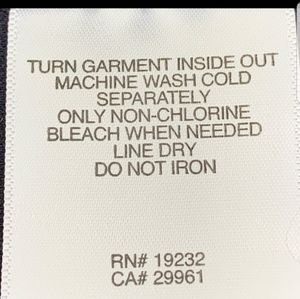 TURN GARMENT INSIDE OUT
MACHINE WASH COLD
SEPARATELY
ONLY NON-CHLORINE
BLEACH WHEN NEEDED
LINE DRY
DO NOT IRON
RN# 19232
CA# 29961